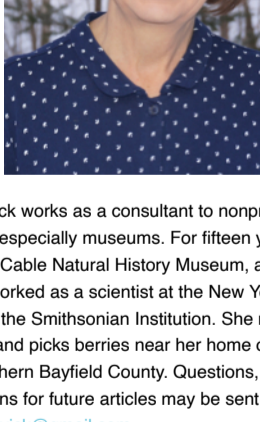 ck works as a consultant to nonpr
especially museums. For fifteen y
Cable Natural History Museum, a
orked as a scientist at the New Yo
the Smithsonian Institution. She
and picks berries near her home
hern Bayfield County. Questions,
ns for future articles may be sent